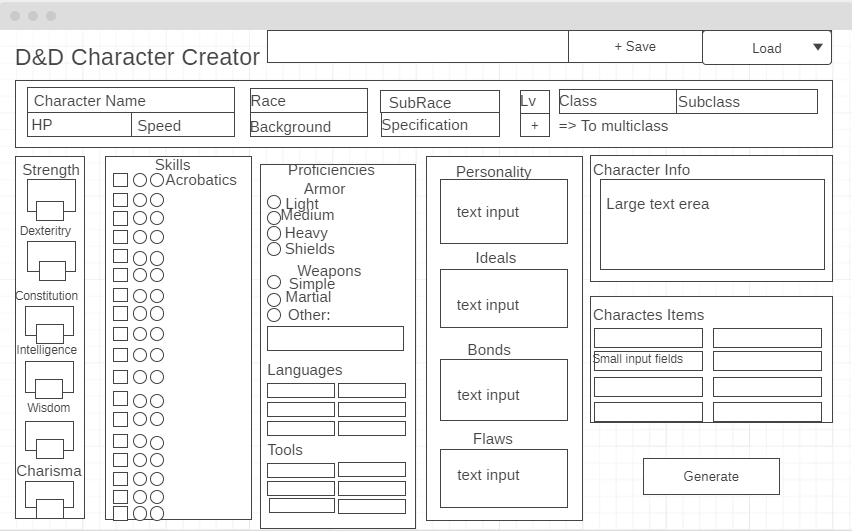 D&D Character Creator
+ Save
Load
Character Name
Race
SubRace
Lv
Class
Subclass
HP
Speed
Background
Specification
+
=> To multiclass
Strength
Dexteritry
Constitution
Intelligence
Wisdom
Charisma
Skills
Acrobatics
Proficiencies
Armor
Light
Medium
Heavy
Shields
Weapons
Simple
Martial
Other:
Languages
Tools
Personality
text input
Ideals
text input
Bonds
text input
Flaws
text input
Character Info
Large text erea
Charactes Items
Small input fields
Generate